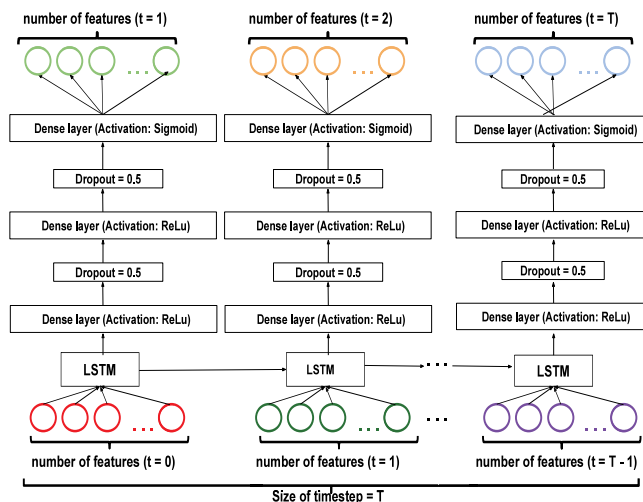 number of features (t = 1) number of features (t = 2) number of features (t = T)
... ... ...
Dense layer (Activation: Sigmoid) Dense layer (Activation: Sigmoid) Dense layer (Activation: Sigmoid)
Dropout = 0.5 Dropout = 0.5 Dropout = 0.5
Dense layer (Activation: ReLu) Dense layer (Activation: ReLu) Dense layer (Activation: ReLu)
Dropout = 0.5 Dropout = 0.5 Dropout = 0.5
Dense layer (Activation: ReLu) Dense layer (Activation: ReLu) Dense layer (Activation: ReLu)
LSTM LSTM ... LSTM
... ... ... ...
number of features (t = 0) number of features (t = 1) number of features (t = T - 1)
Size of timestep = T